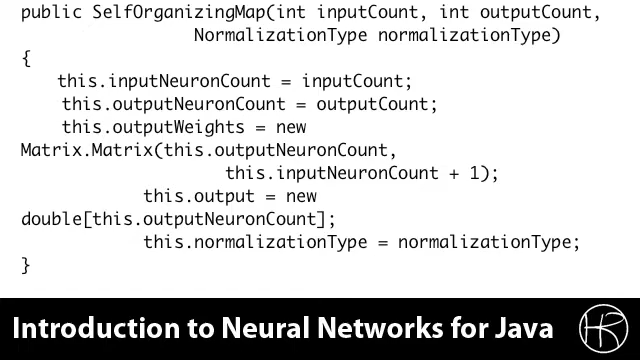 public SelfOrganizingMap(int inputCount, int outputCount,
NormalizationType normalizationType)
{
this.inputNeuronCount = inputCount;
this.outputNeuronCount = outputCount;
this.outputWeights = new
Matrix.Matrix(this.outputNeuronCount,
this.inputNeuronCount + 1);
this.output = new
double[this.outputNeuronCount];
this.normalizationType = normalizationType;
}
Introduction to Neural Networks for Java